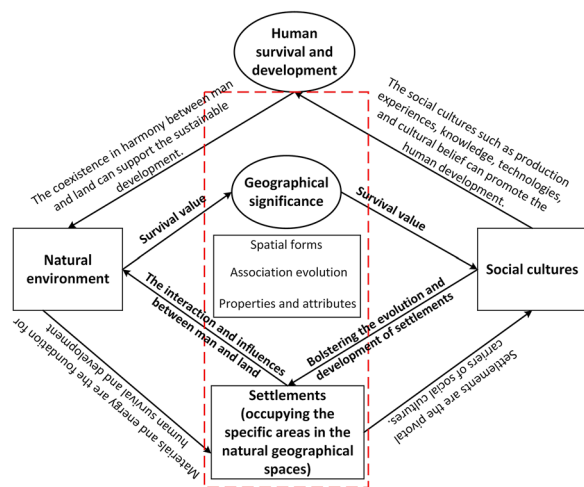 Human
survival and
development
The coexistence in harmony between man
and land can support the sustainable
development.
The social cultures such as production
experiences, knowledge, technologies,
and cultural belief can promote the
human development.
Geographical
significance
Survival value
Survival value
Spatial forms
Association evolution
Properties and attributes
Natural
environment
Social cultures
The interaction and influences
between man and land
Bolstering the evolution and
development of settlements
Materials and energy are the foundation for
human survival and development
Settlements are the pivotal
carriers of social cultures.
Settlements
(occupying the
specific areas in the
natural geographical
spaces)